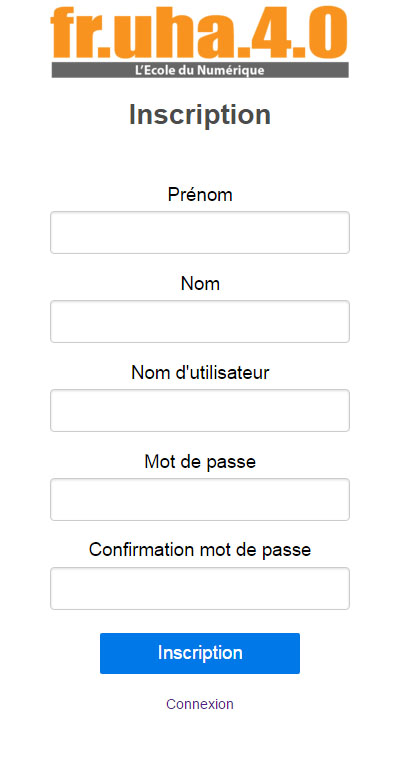 fr.uha.4.0
L'Ecole du Numérique
Inscription
Prénom
Nom
Nom d'utilisateur
Mot de passe
Confirmation mot de passe
Inscription
Connexion